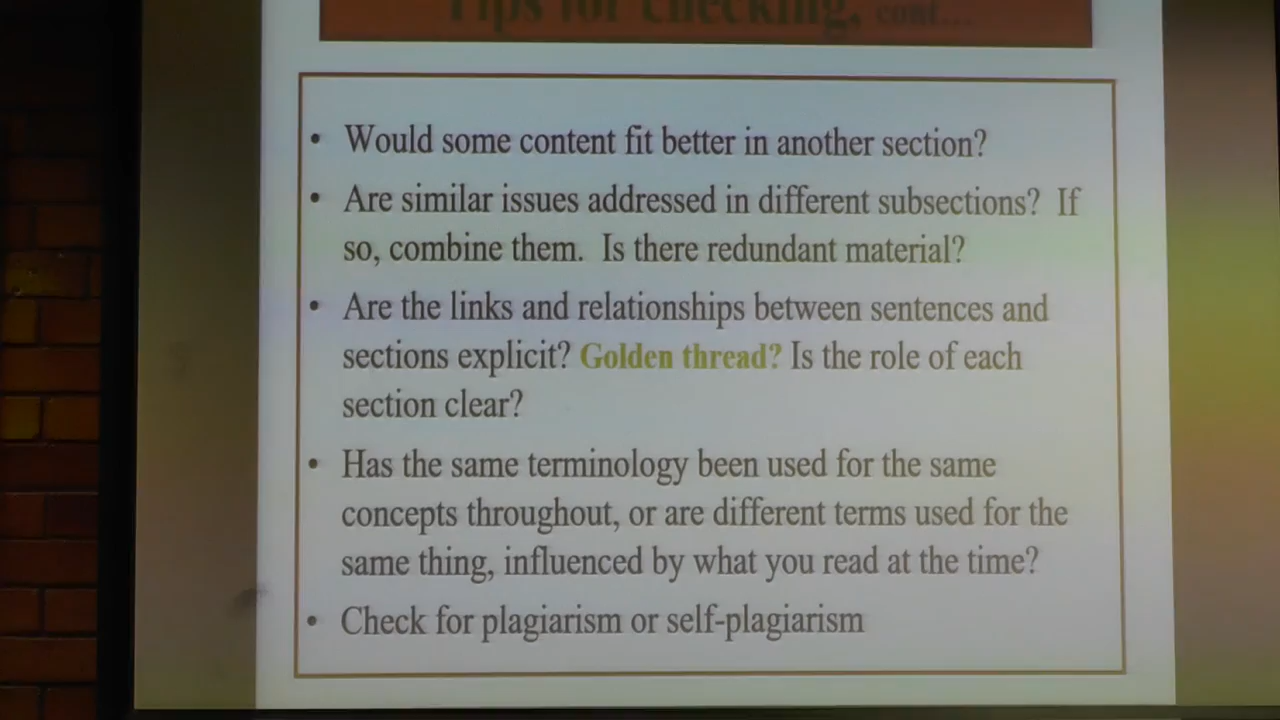 Tips for checking, cont...
• Would some content fit better in another section?
• Are similar issues addressed in different subsections? If
so, combine them. Is there redundant material?
• Are the links and relationships between sentences and
sections explicit? Golden thread? Is the role of each
section clear?
• Has the same terminology been used for the same
concepts throughout, or are different terms used for the
same thing, influenced by what you read at the time?
• Check for plagiarism or self-plagiarism